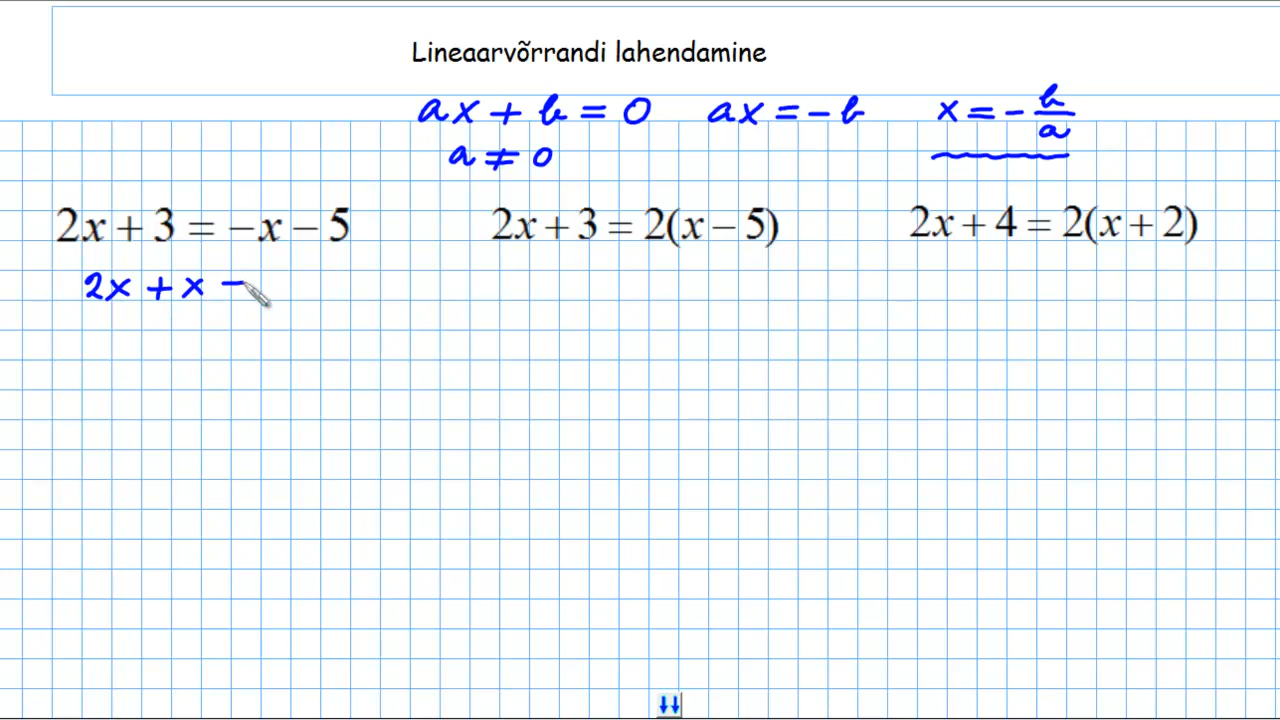 Lineaarvõrrandi lahendamine
ax + b = 0 ax = -b x = - b/a
a ≠ 0
2x + 3 = −x − 5 2x + 3 = 2(x − 5) 2x + 4 = 2(x + 2)
2x + x -